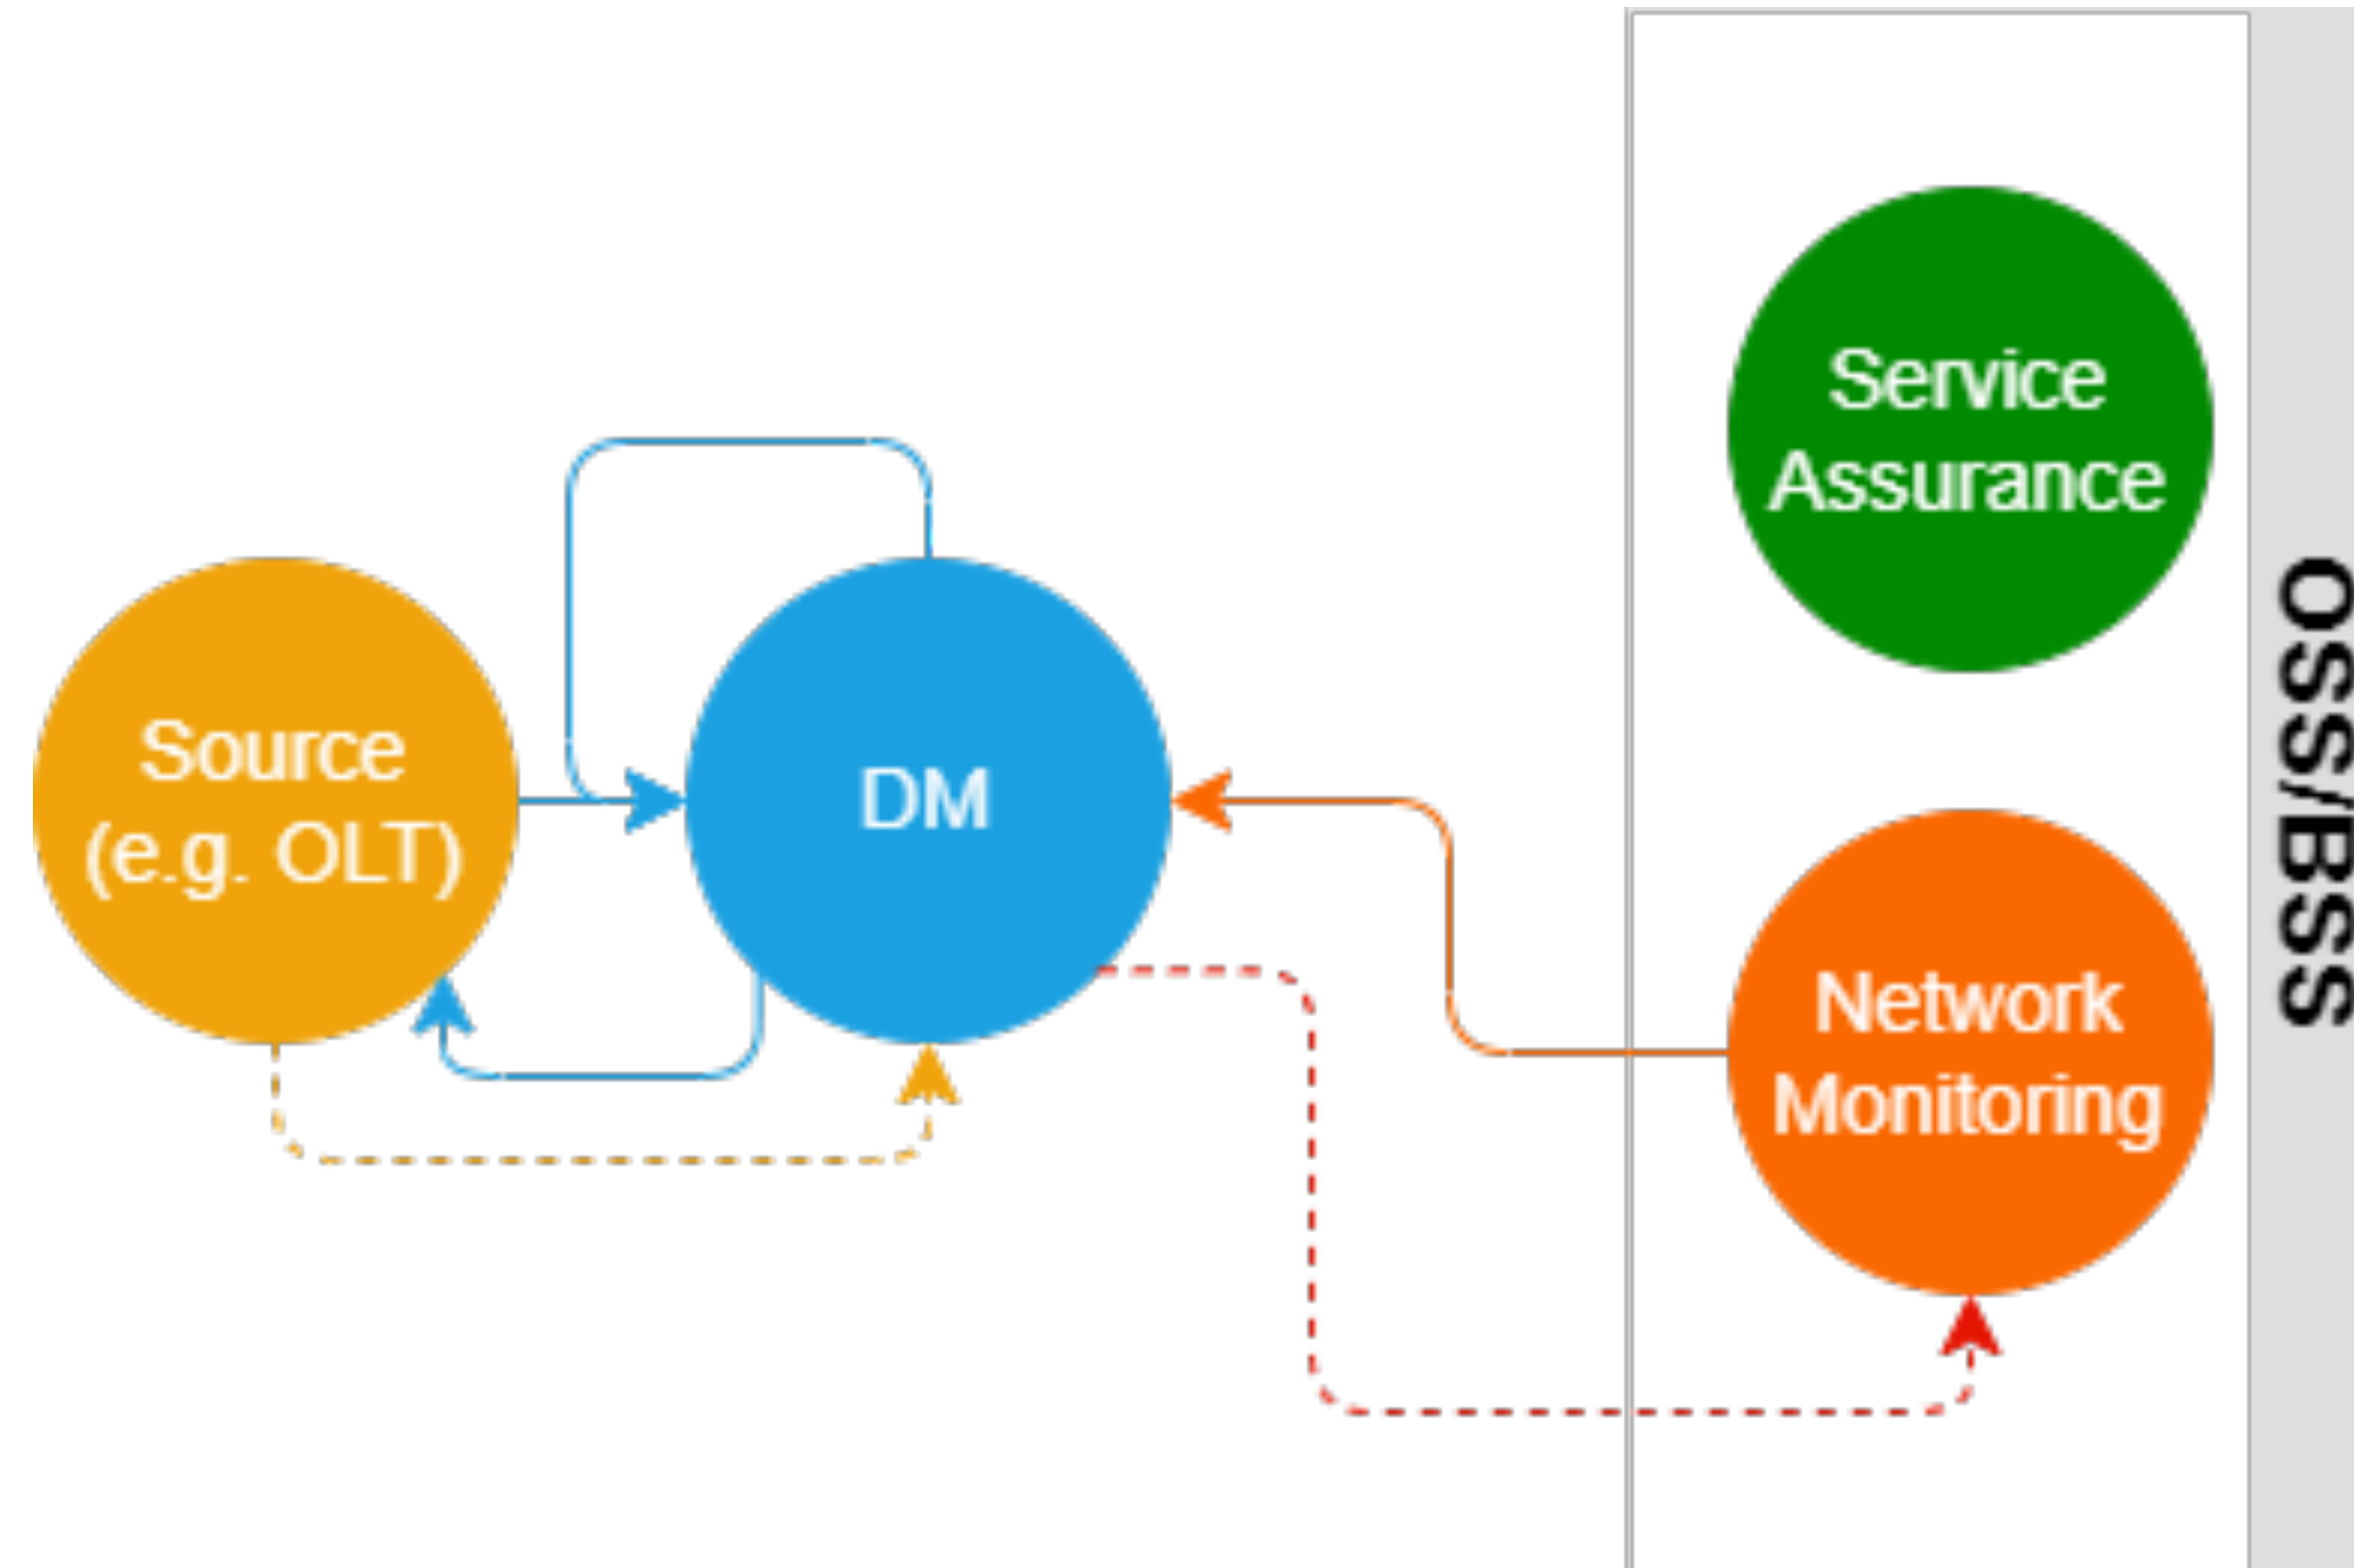 Source
(e.g. OLT)
DM
Service
Assurance
Network
Monitoring
OSS/BSS